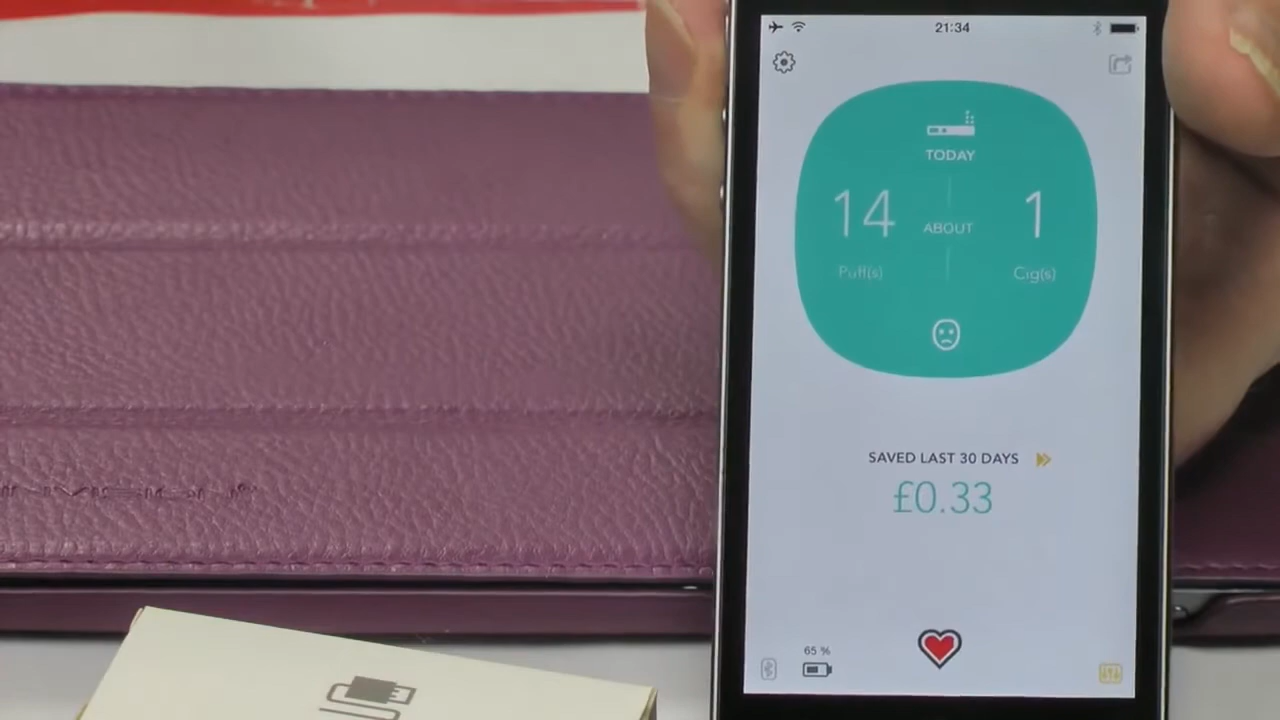 21:34
TODAY
14 ABOUT 1
Puff(s) Cig(s)
SAVED LAST 30 DAYS
£0.33
65 %